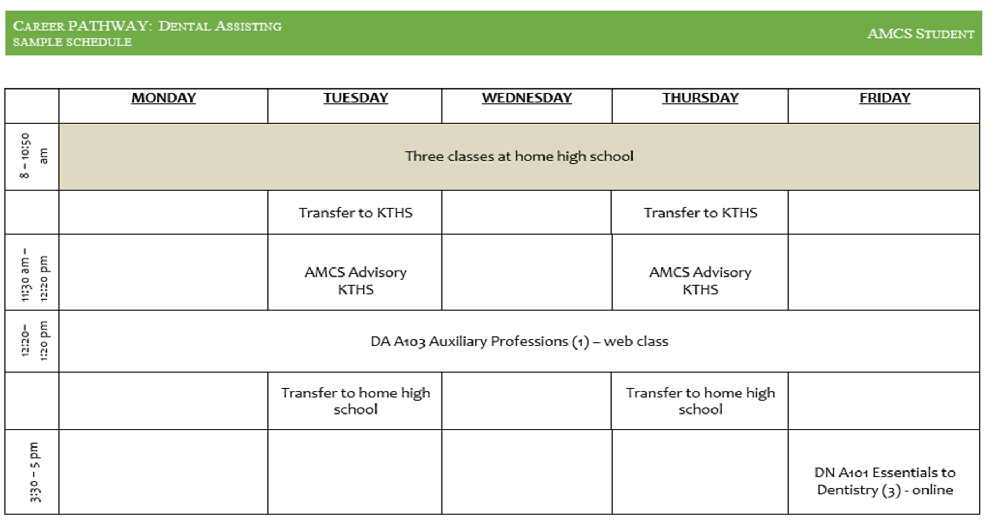 CAREER PATHWAY: DENTAL ASSISTING
SAMPLE SCHEDULE
AMCS STUDENT
MONDAY TUESDAY WEDNESDAY THURSDAY FRIDAY
8 – 10:50
am
Three classes at home high school
Transfer to KTHS
Transfer to KTHS
11:30 am –
12:20 pm
AMCS Advisory
KTHS
AMCS Advisory
KTHS
12:20–
1:20 pm
DA A103 Auxiliary Professions (1) – web class
Transfer to home high
school
Transfer to home high
school
3:30 – 5 pm
DN A101 Essentials to
Dentistry (3) - online